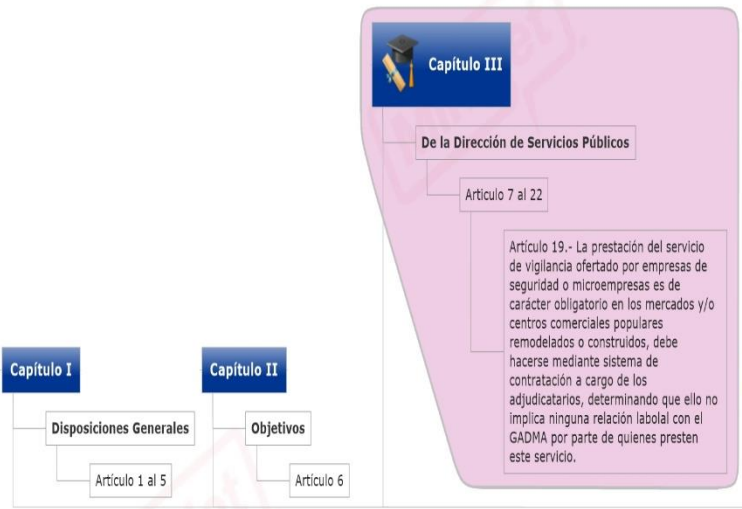 Capítulo III
De la Dirección de Servicios Públicos
Articulo 7 al 22
Artículo 19.- La prestación del servicio
de vigilancia ofertado por empresas de
seguridad o microempresas es de
carácter obligatorio en los mercados y/o
centros comerciales populares
remodelados o construidos, debe
hacerse mediante sistema de
contratación a cargo de los
adjudicatarios, determinando que ello no
implica ninguna relación labolal con el
GADMA por parte de quienes presten
este servicio.
Capítulo I
Disposiciones Generales
Artículo 1 al 5
Capítulo II
Objetivos
Artículo 6